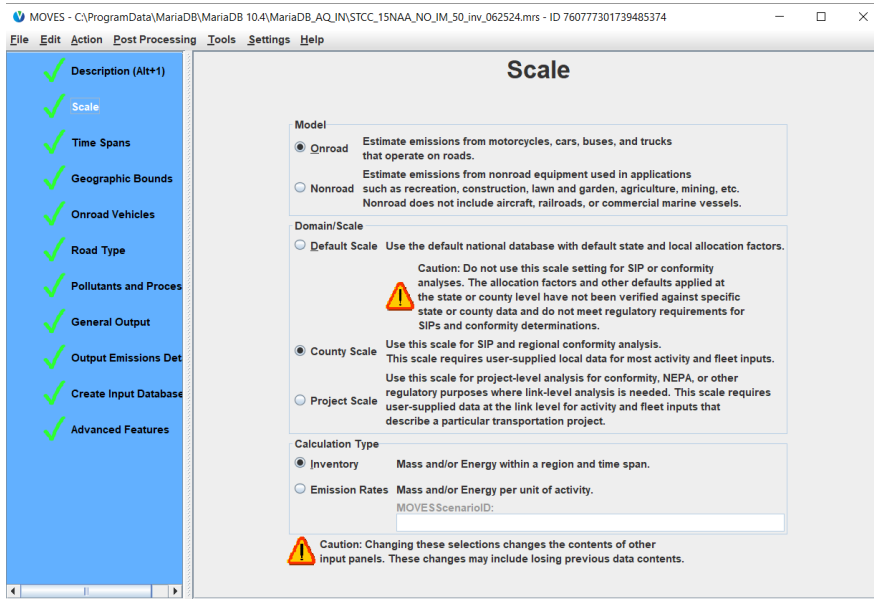 MOVES - C:\ProgramData\MariaDB\MariaDB 10.4\MariaDB_AQ_IN\STCC_15NAA_NO_IM_50_inv_062524.mrs - ID 760777301739485374
File Edit Action Post Processing Tools Settings Help
Description (Alt+1)
Scale
Time Spans
Geographic Bounds
Onroad Vehicles
Road Type
Pollutants and Proces
General Output
Output Emissions Det
Create Input Database
Advanced Features
Scale
Model
Onroad
Estimate emissions from motorcycles, cars, buses, and trucks
that operate on roads.
Nonroad
Estimate emissions from nonroad equipment used in applications
such as recreation, construction, lawn and garden, agriculture, mining, etc.
Nonroad does not include aircraft, railroads, or commercial marine vessels.
Domain/Scale
Default Scale Use the default national database with default state and local allocation factors.
Caution: Do not use this scale setting for SIP or conformity
analyses. The allocation factors and other defaults applied at
the state or county level have not been verified against specific
state or county data and do not meet regulatory requirements for
SIPs and conformity determinations.
County Scale
Use this scale for SIP and regional conformity analysis.
This scale requires user-supplied local data for most activity and fleet inputs.
Project Scale
Use this scale for project-level analysis for conformity, NEPA, or other
regulatory purposes where link-level analysis is needed. This scale requires
user-supplied data at the link level for activity and fleet inputs that
describe a particular transportation project.
Calculation Type
Inventory Mass and/or Energy within a region and time span.
Emission Rates Mass and/or Energy per unit of activity.
MOVESScenarioID:
Caution: Changing these selections changes the contents of other
input panels. These changes may include losing previous data contents.